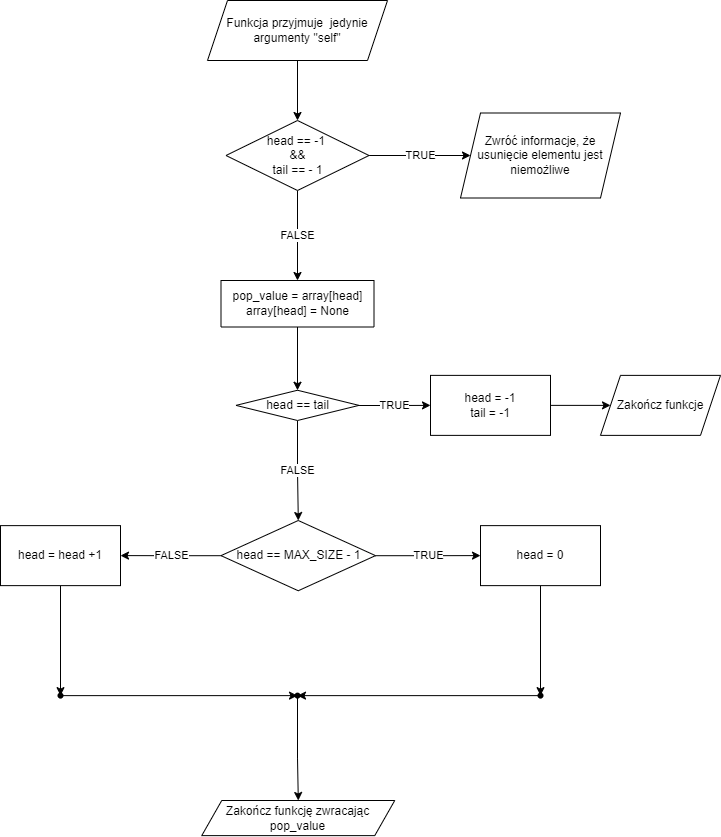 Funkcja przyjmuje  jedynie
argumenty "self"
head == -1
&&
tail == - 1
TRUE
Zwróć informacje, że
usunięcie elementu jest
niemożliwe
FALSE
pop_value = array[head]
array[head] = None
head == tail
TRUE
head = -1
tail = -1
Zakończ funkcje
FALSE
head = head +1
FALSE
head == MAX_SIZE - 1
TRUE
head = 0
Zakończ funkcję zwracając
pop_value